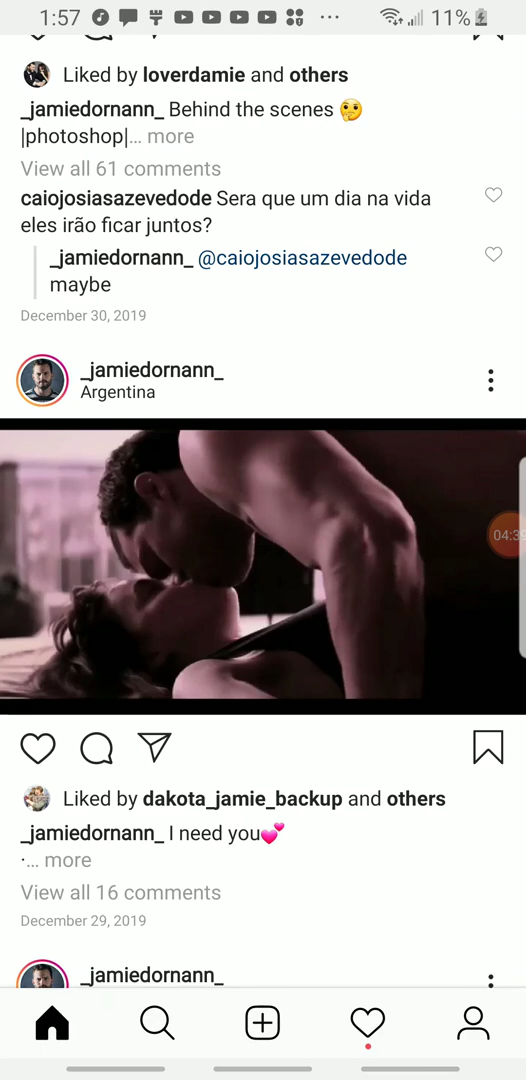 1:57 11%
Liked by loverdamie and others
_jamiedornann_ Behind the scenes 🤔
|photoshop|... more
View all 61 comments
caiojosiasazevedode Sera que um dia na vida
eles irão ficar juntos?
_jamiedornann_ @caiojosiasazevedode
maybe
December 30, 2019
_jamiedornann_
Argentina
04:39
Liked by dakota_jamie_backup and others
_jamiedornann_ I need you💕
·... more
View all 16 comments
December 29, 2019
_jamiedornann_